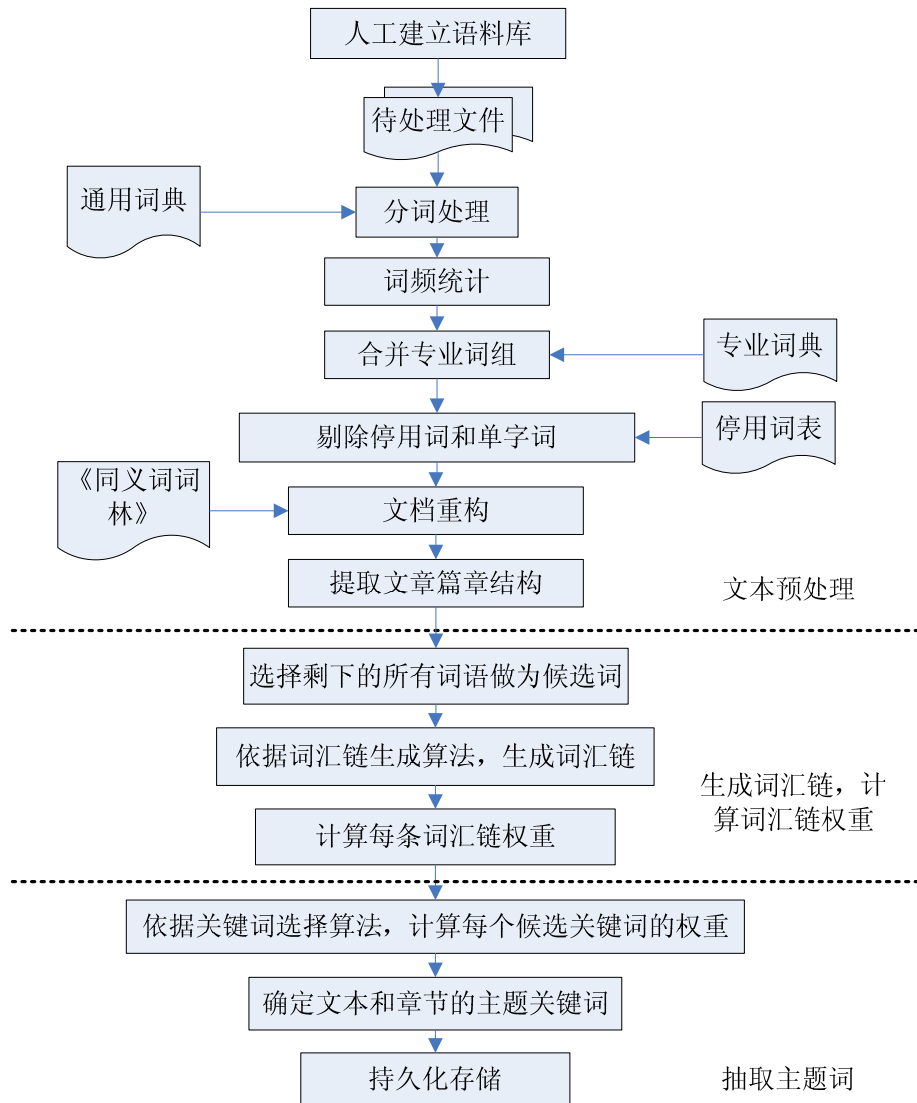 人工建立语料库
待处理文件
通用词典
分词处理
词频统计
合并专业词组
专业词典
剔除停用词和单字词
停用词表
《同义词词
林》
文档重构
提取文章篇章结构
文本预处理
选择剩下的所有词语做为候选词
依据词汇链生成算法，生成词汇链
生成词汇链，计
算词汇链权重
计算每条词汇链权重
依据关键词选择算法，计算每个候选关键词的权重
确定文本和章节的主题关键词
持久化存储
抽取主题词